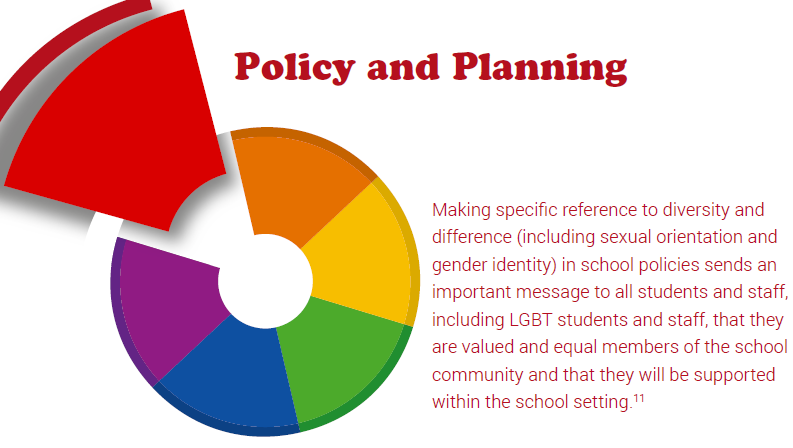 Policy and Planning
Making specific reference to diversity and
difference (including sexual orientation and
gender identity) in school policies sends an
important message to all students and staff,
including LGBT students and staff, that they
are valued and equal members of the school
community and that they will be supported
within the school setting.¹¹